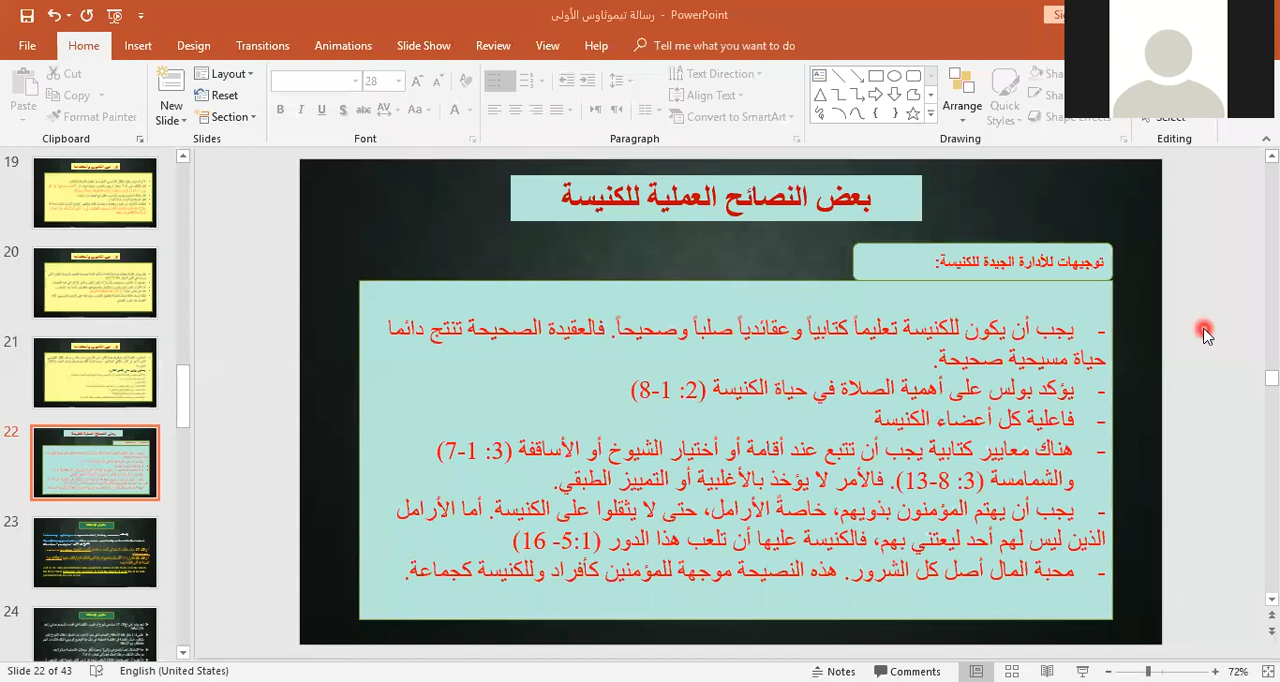 رسالة تيموثاوس الأولى - PowerPoint
File Home Insert Design Transitions Animations Slide Show Review View Help Tell me what you want to do
Paste
Cut
Copy
Format Painter
New Slide
Layout
Reset
Section
28
B I U S abc AV Aa A
Text Direction
Align Text
Convert to SmartArt
Arrange
Quick Styles
Shape Effects
Select
Clipboard Slides Font Paragraph Drawing Editing
19
20
21
22
23
24
بعض النصائح العملية للكنيسة
توجيهات للأدارة الجيدة للكنيسة:
- يجب أن يكون للكنيسة تعليماً كتابياً وعقائدياً صلباً وصحيحاً. فالعقيدة الصحيحة تنتج دائما
حياة مسيحية صحيحة.
- يؤكد بولس على أهمية الصلاة في حياة الكنيسة (2: 1-8)
- فاعلية كل أعضاء الكنيسة
- هناك معايير كتابية يجب أن تتبع عند أقامة أو أختيار الشيوخ أو الأساقفة (3: 1-7)
والشمامسة (3: 8-13). فالأمر لا يؤخذ بالأغلبية أو التمييز الطبقي.
- يجب أن يهتم المؤمنون بذويهم، خاصةً الأرامل، حتى لا يثقلوا على الكنيسة. أما الأرامل
الذين ليس لهم أحد ليعتني بهم، فالكنيسة عليها أن تلعب هذا الدور (5:1- 16)
- محبة المال أصل كل الشرور. هذه النصيحة موجهة للمؤمنين كأفراد وللكنيسة كجماعة.
Slide 22 of 43 English (United States) Notes Comments 72%